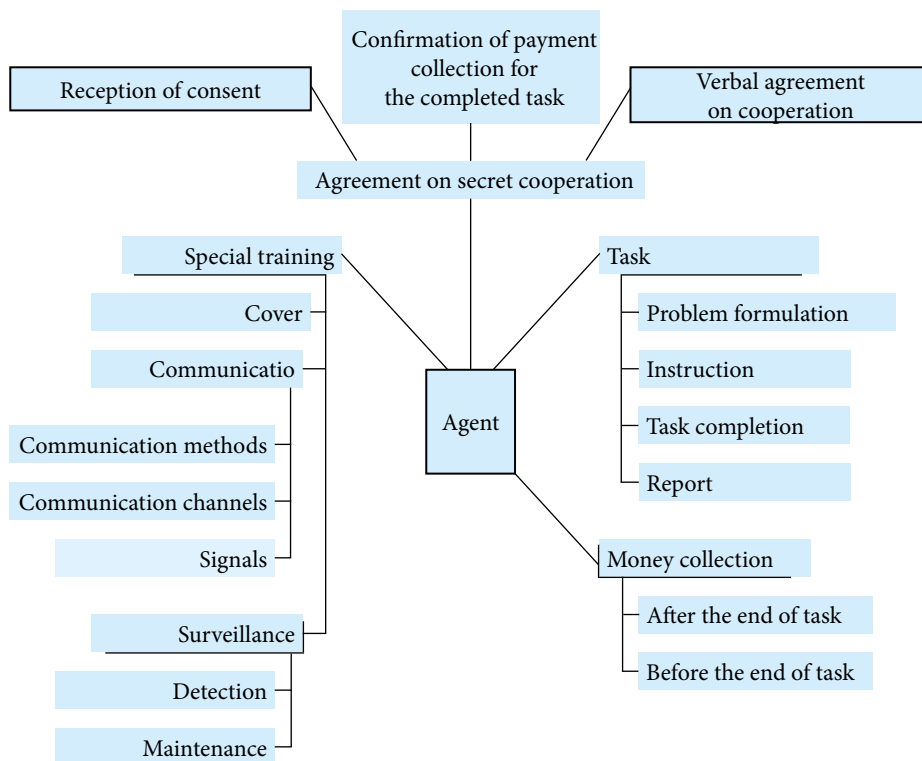 Confirmation of payment
collection for
the completed task
Reception of consent
Verbal agreement
on cooperation
Agreement on secret cooperation
Special training
Cover
Communicatio
Communication methods
Communication channels
Signals
Surveillance
Detection
Maintenance
Agent
Task
Problem formulation
Instruction
Task completion
Report
Money collection
After the end of task
Before the end of task